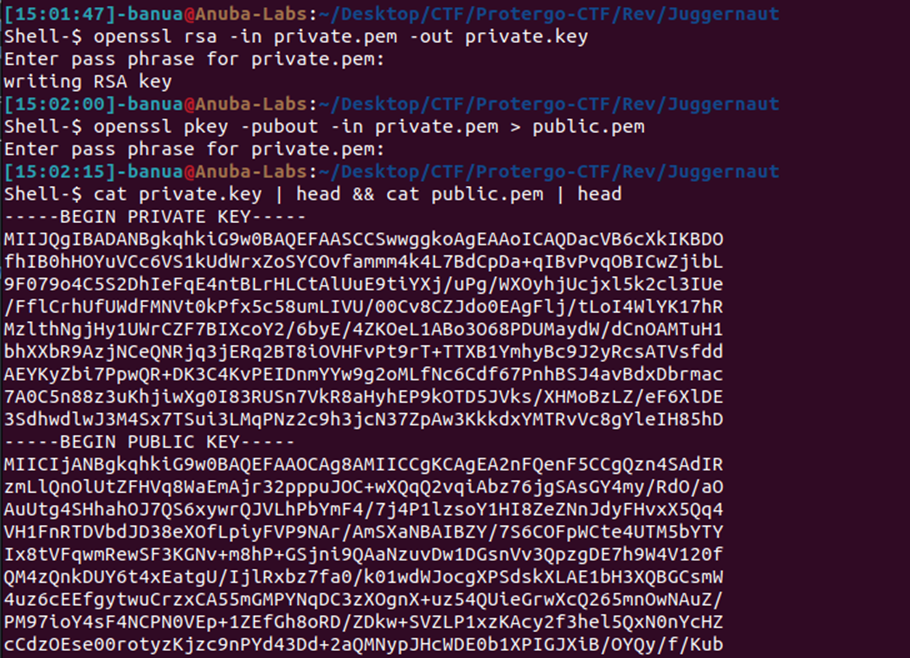 [15:01:47]-banua@Anuba-Labs:~/Desktop/CTF/Protergo-CTF/Rev/Juggernaut
Shell-$ openssl rsa -in private.pem -out private.key
Enter pass phrase for private.pem:
writing RSA key
[15:02:00]-banua@Anuba-Labs:~/Desktop/CTF/Protergo-CTF/Rev/Juggernaut
Shell-$ openssl pkey -pubout -in private.pem > public.pem
Enter pass phrase for private.pem:
[15:02:15]-banua@Anuba-Labs:~/Desktop/CTF/Protergo-CTF/Rev/Juggernaut
Shell-$ cat private.key | head && cat public.pem | head
-----BEGIN PRIVATE KEY-----
MIIJQgIBADANBgkqhkiG9w0BAQEFAASCCSwwggkoAgEAAoICAQDacVB6cXkIKBDO
fhIB0hHOYuVCc6VS1kUdWrxZoSYCOvfammm4k4L7BdCpDa+qIBvPvqOBICwZjibL
9F079o4C5S2DhIeFqE4ntBLrHLCtAlUuE9tiYXj/uPg/WXOyhjUcjxl5k2cl3IUe
/FflCrhUfUWdFMNVt0kPfx5c58umLIVU/00Cv8CZJdo0EAgFlj/tLoI4WlYK17hR
MzlthNgjHy1UWrCZF7BIXcoY2/6byE/4ZKOeL1ABo3O68PDUMaydW/dCnOAMTuH1
bhXXbR9AzjNCeQNRjq3jERq2BT8iOVHFvPt9rT+TTXB1YmhyBc9J2yRcsATVsfdd
AEYKyZbi7PpwQR+DK3C4KvPEIDnmYYw9g2oMLfNc6Cdf67PnhBSJ4avBdxDbrmac
7A0C5n88z3uKhjiwXg0I83RUSn7VkR8aHyhEP9kOTD5JVks/XHMoBzLZ/eF6XlDE
3SdhwdlwJ3M4Sx7TSui3LMqPNz2c9h3jcN37ZpAw3KkkdxYMTRvVc8gYleIH85hD
-----BEGIN PUBLIC KEY-----
MIICIjANBgkqhkiG9w0BAQEFAAOCAg8AMIICCgKCAgEA2nFQenF5CCgQzn4SAdIR
zmLlQnOlUtZFHVq8WaEmAjr32pppuJOC+wXQqQ2vqiAbz76jgSAsGY4my/RdO/aO
AuUtg4SHhahOJ7QS6xywrQJVLhPbYmF4/7j4P1lzsoY1HI8ZeZNnJdyFHvxX5Qq4
VH1FnRTDVbdJD38eXOfLpiyFVP9NAr/AmSXaNBAIBZY/7S6COFpWCte4UTM5bYTY
Ix8tVFqwmRewSF3KGNv+m8hP+GSjni9QAaNzuvDw1DGsnVv3QpzgDE7h9W4V120f
QM4zQnkDUY6t4xEatgU/IjlRxbz7fa0/k01wdWJocgXPSdskXLAE1bH3XQBGCsmW
4uz6cEEfgytwuCrzxCA55mGMPYNqDC3zXOgnX+uz54QUieGrwXcQ265mnOwNAuZ/
PM97ioY4sF4NCPN0VEp+1ZEfGh8oRD/ZDkw+SVZLP1xzKAcy2f3hel5QxN0nYcHZ
cCdzOEse00rotyzKjzc9nPYd43Dd+2aQMNypJHcWDE0b1XPIGJXiB/OYQy/f/Kub